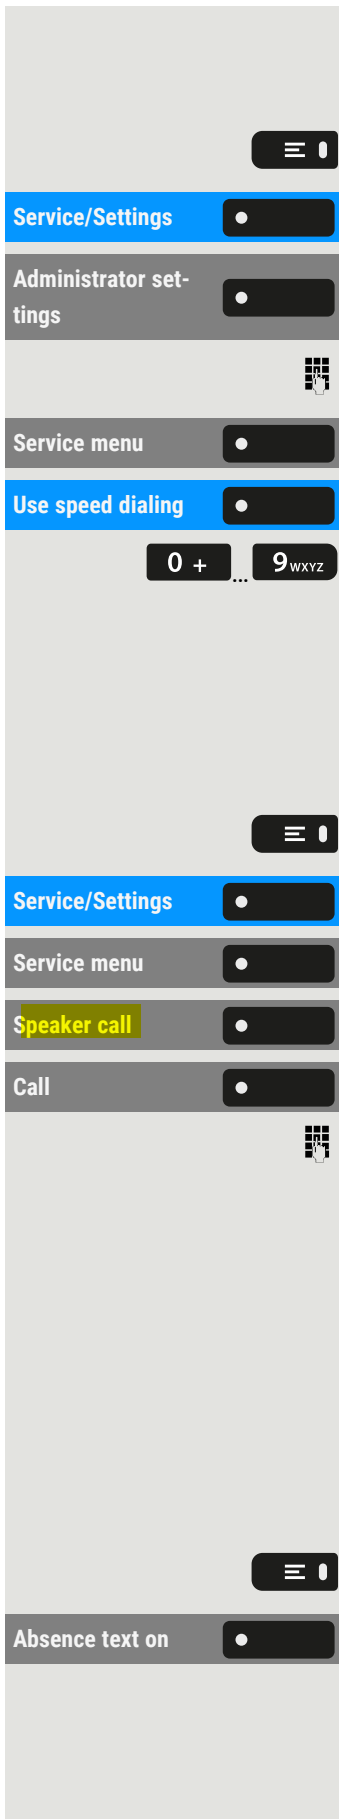 Service/Settings
Administrator set-
tings
Service menu
Use speed dialing
0 + ... 9 WXYZ
Service/Settings
Service menu
Speaker call
Call
Absence text on